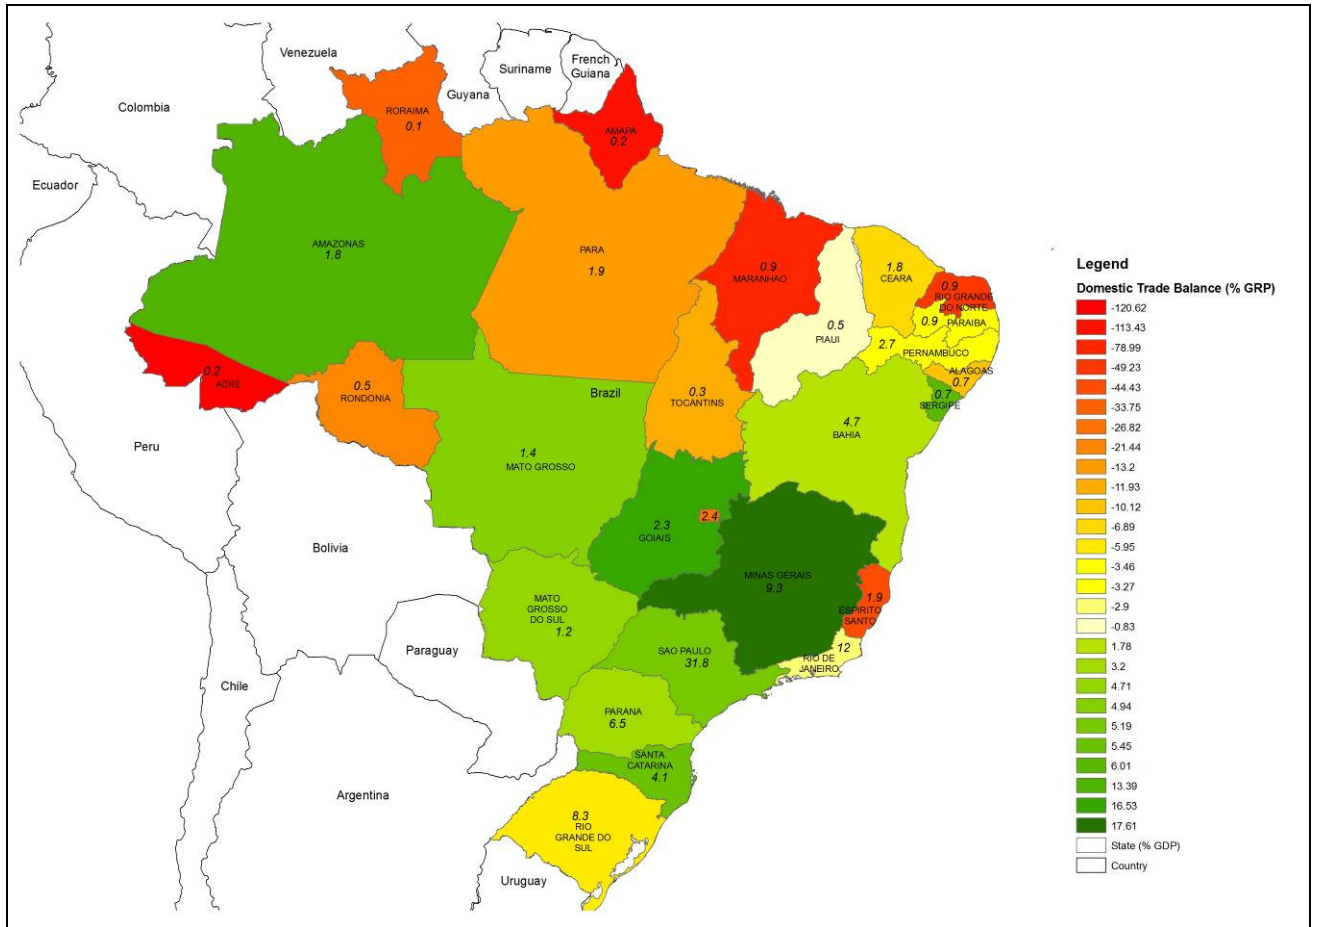 Venezuela
Suriname
French
Guiana
Guyana
Colombia
RORAIMA
0.1
AMAPA
0.2
Ecuador
AMAZONAS
1.8
PARA
1.9
0.9
MARANHAO
1.8
CEARA
0.9
RIO GRANDE
DO NORTE
0.9
PARAIBA
0.5
PIAUI
2.7
PERNAMBUCO
ALAGOAS
0.7
0.7
SERGIPE
0.2
ACRE
0.5
RONDONIA
Brazil
0.3
TOCANTINS
4.7
BAHIA
Peru
1.4
MATO GROSSO
2.4
2.3
GOIAIS
Bolivia
MINAS GERAIS
9.3
1.9
ESPIRITO
SANTO
MATO
GROSSO
DO SUL
1.2
Paraguay
SAO PAULO
31.8
12
RIO DE
JANEIRO
Chile
PARANA
6.5
SANTA
CATARINA
4.1
Argentina
8.3
RIO
GRANDE DO
SUL
Uruguay
Legend
Domestic Trade Balance (% GRP)
-120.62
-113.43
-78.99
-49.23
-44.43
-33.75
-26.82
-21.44
-13.2
-11.93
-10.12
-6.89
-5.95
-3.46
-3.27
-2.9
-0.83
1.78
3.2
4.71
4.94
5.19
5.45
6.01
13.39
16.53
17.61
State (% GDP)
Country